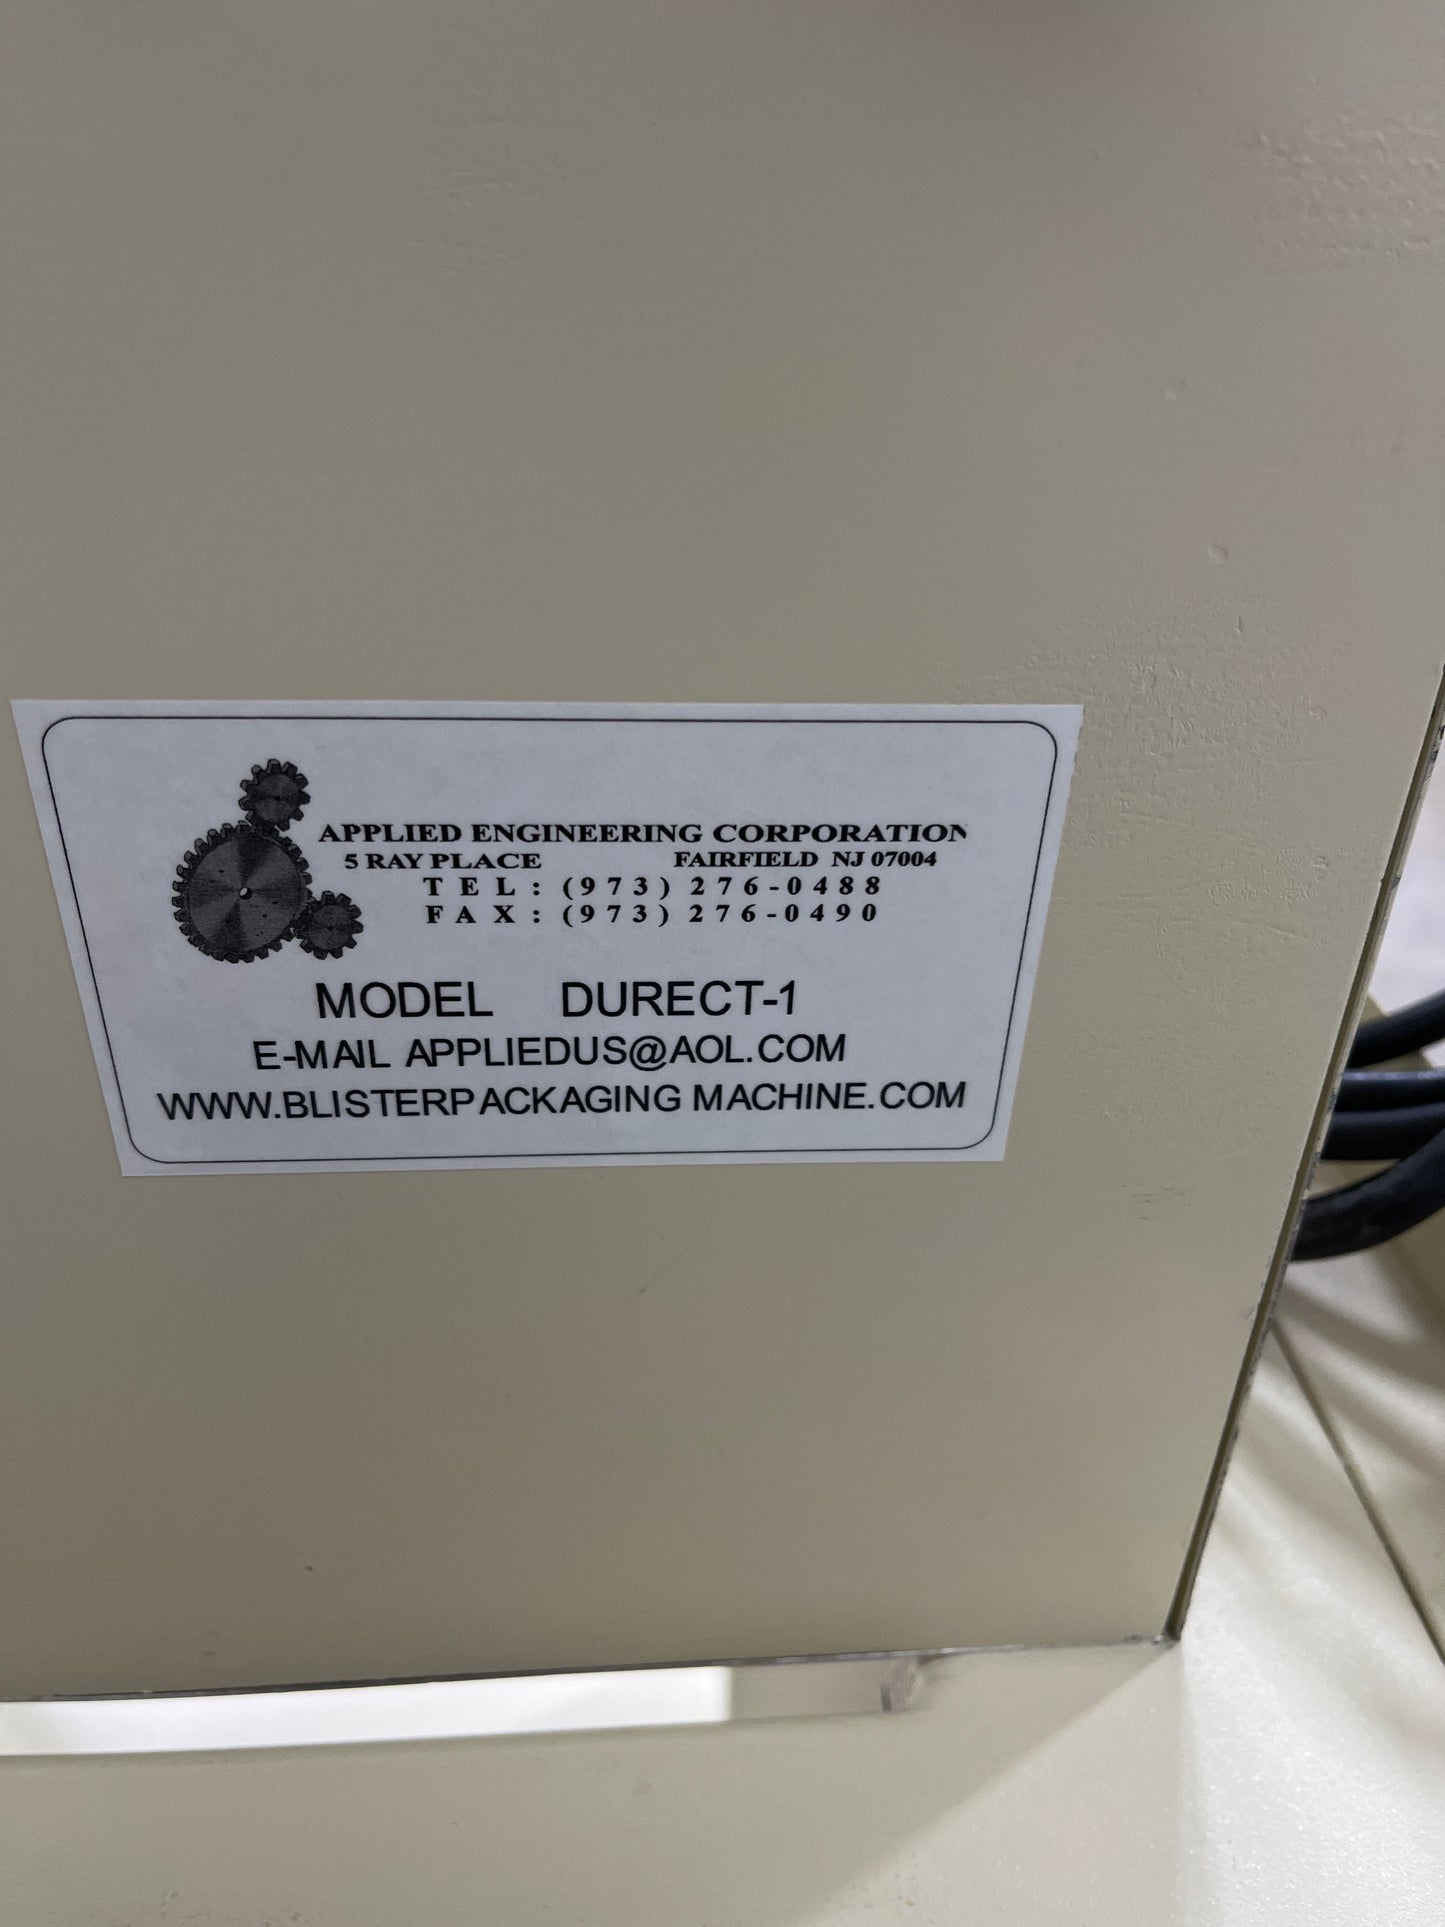 APPLIED ENGINEERING CORPORATION
5 RAY PLACE FAIRFIELD NJ 07004
TEL: (973) 276-0488
FAX: (973) 276-0490
MODEL DURECT-1
E-MAIL APPLIEDUS@AOL.COM
WWW.BLISTERPACKAGING MACHINE.COM